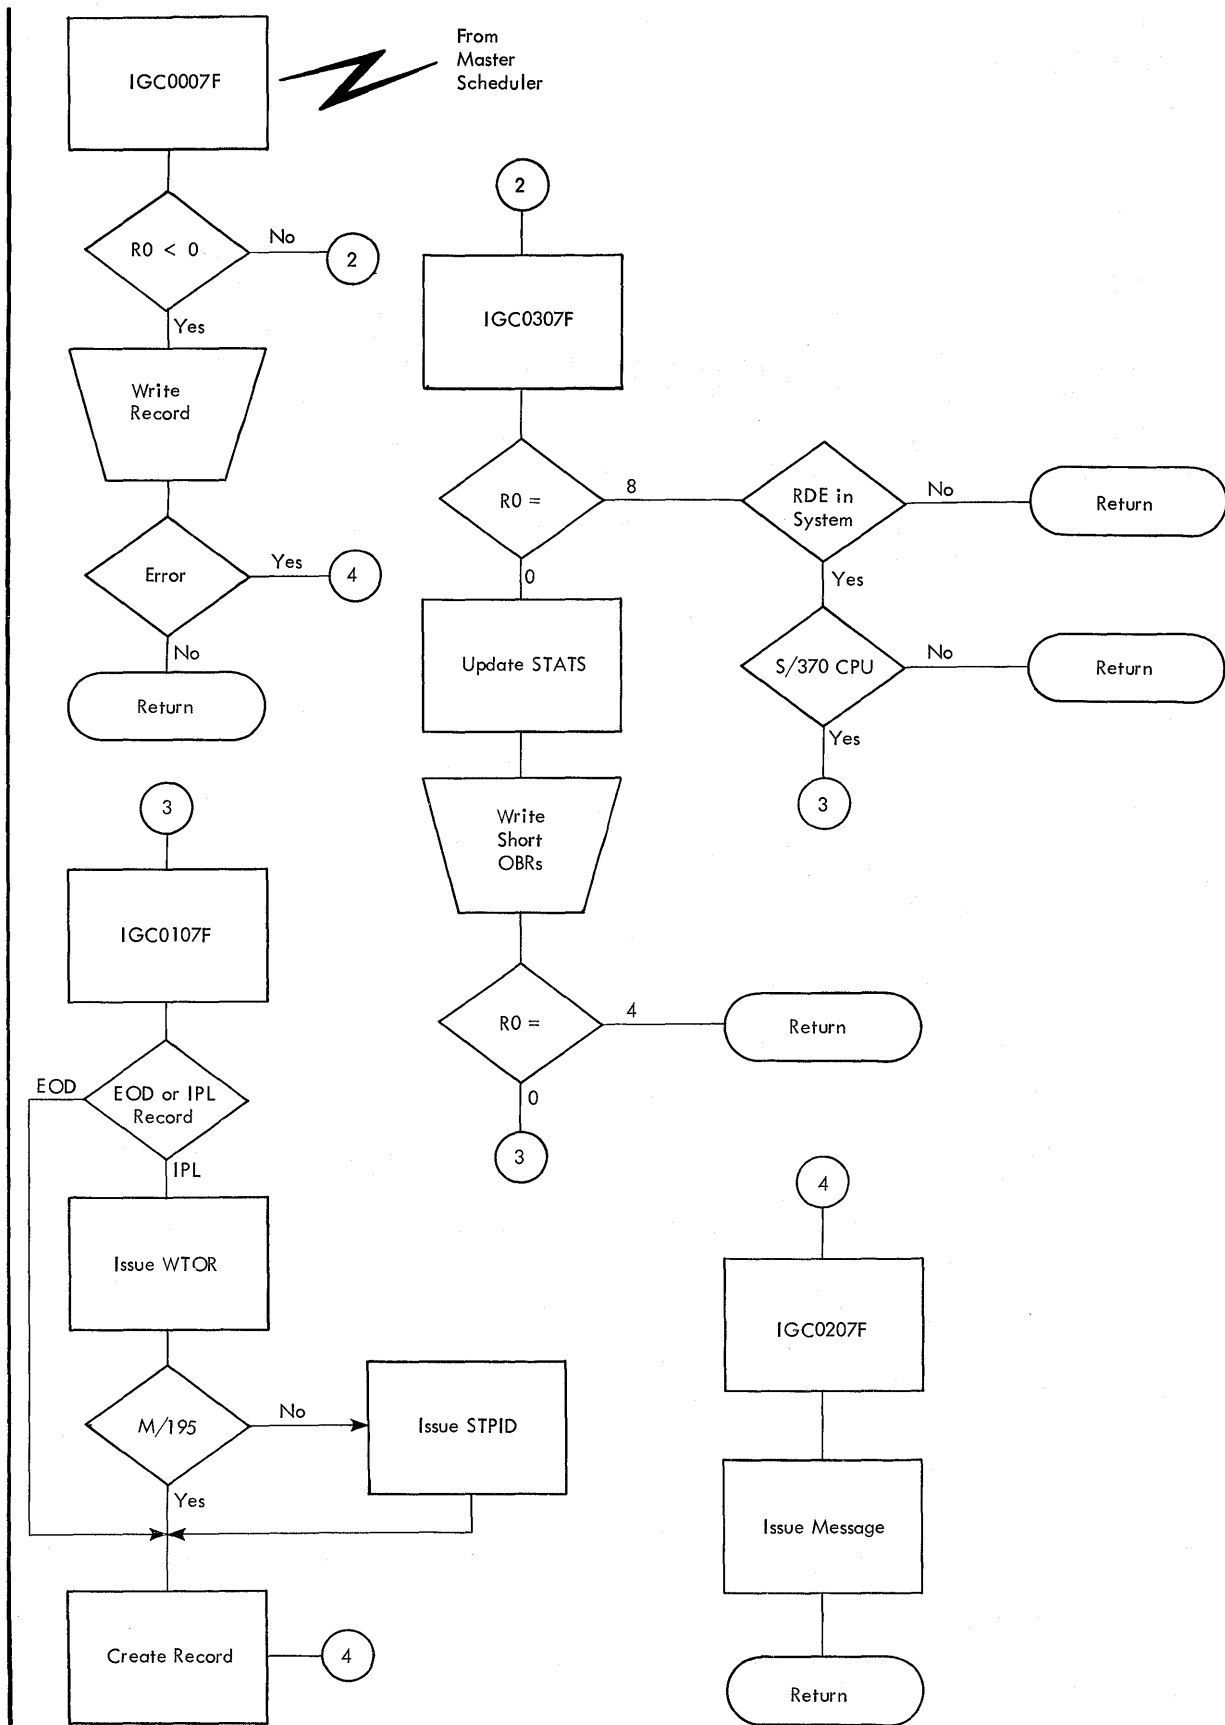 IGC0007F
From
Master
Scheduler
R0 < 0
No
2
Yes
Write
Record
Error
Yes
4
No
Return
2
IGC0307F
R0 =
8
RDE in
System
No
Return
Yes
S/370 CPU
No
Return
Yes
3
0
Update STATS
Write
Short
OBRs
R0 =
4
Return
0
3
3
IGC0107F
EOD
EOD or IPL
Record
IPL
Issue WTOR
M/195
No
Issue STPID
Yes
Create Record
4
4
IGC0207F
Issue Message
Return